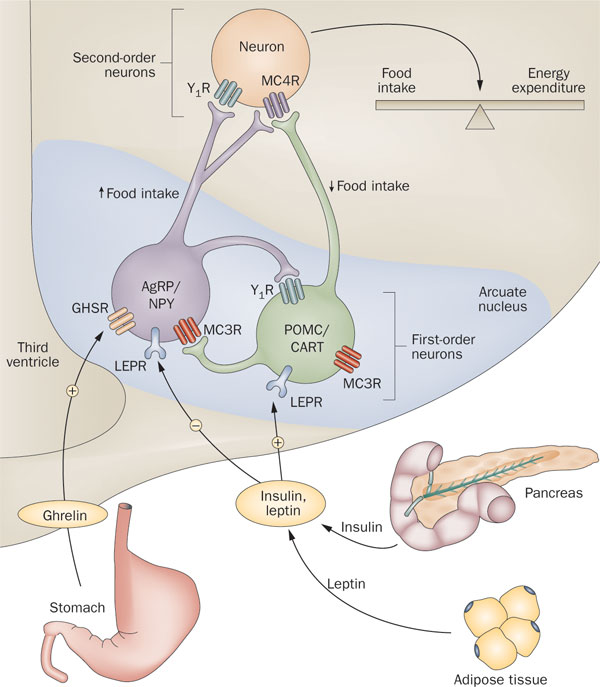 Neuron
Second-order
neurons
Y1R
MC4R
Food
intake
Energy
expenditure
↑Food intake
↓Food intake
AgRP/
NPY
Y1R
GHSR
MC3R
POMC/
CART
Arcuate
nucleus
First-order
neurons
Third
ventricle
LEPR
LEPR
MC3R
+
−
+
Ghrelin
Insulin,
leptin
Pancreas
Insulin
Leptin
Stomach
Adipose tissue